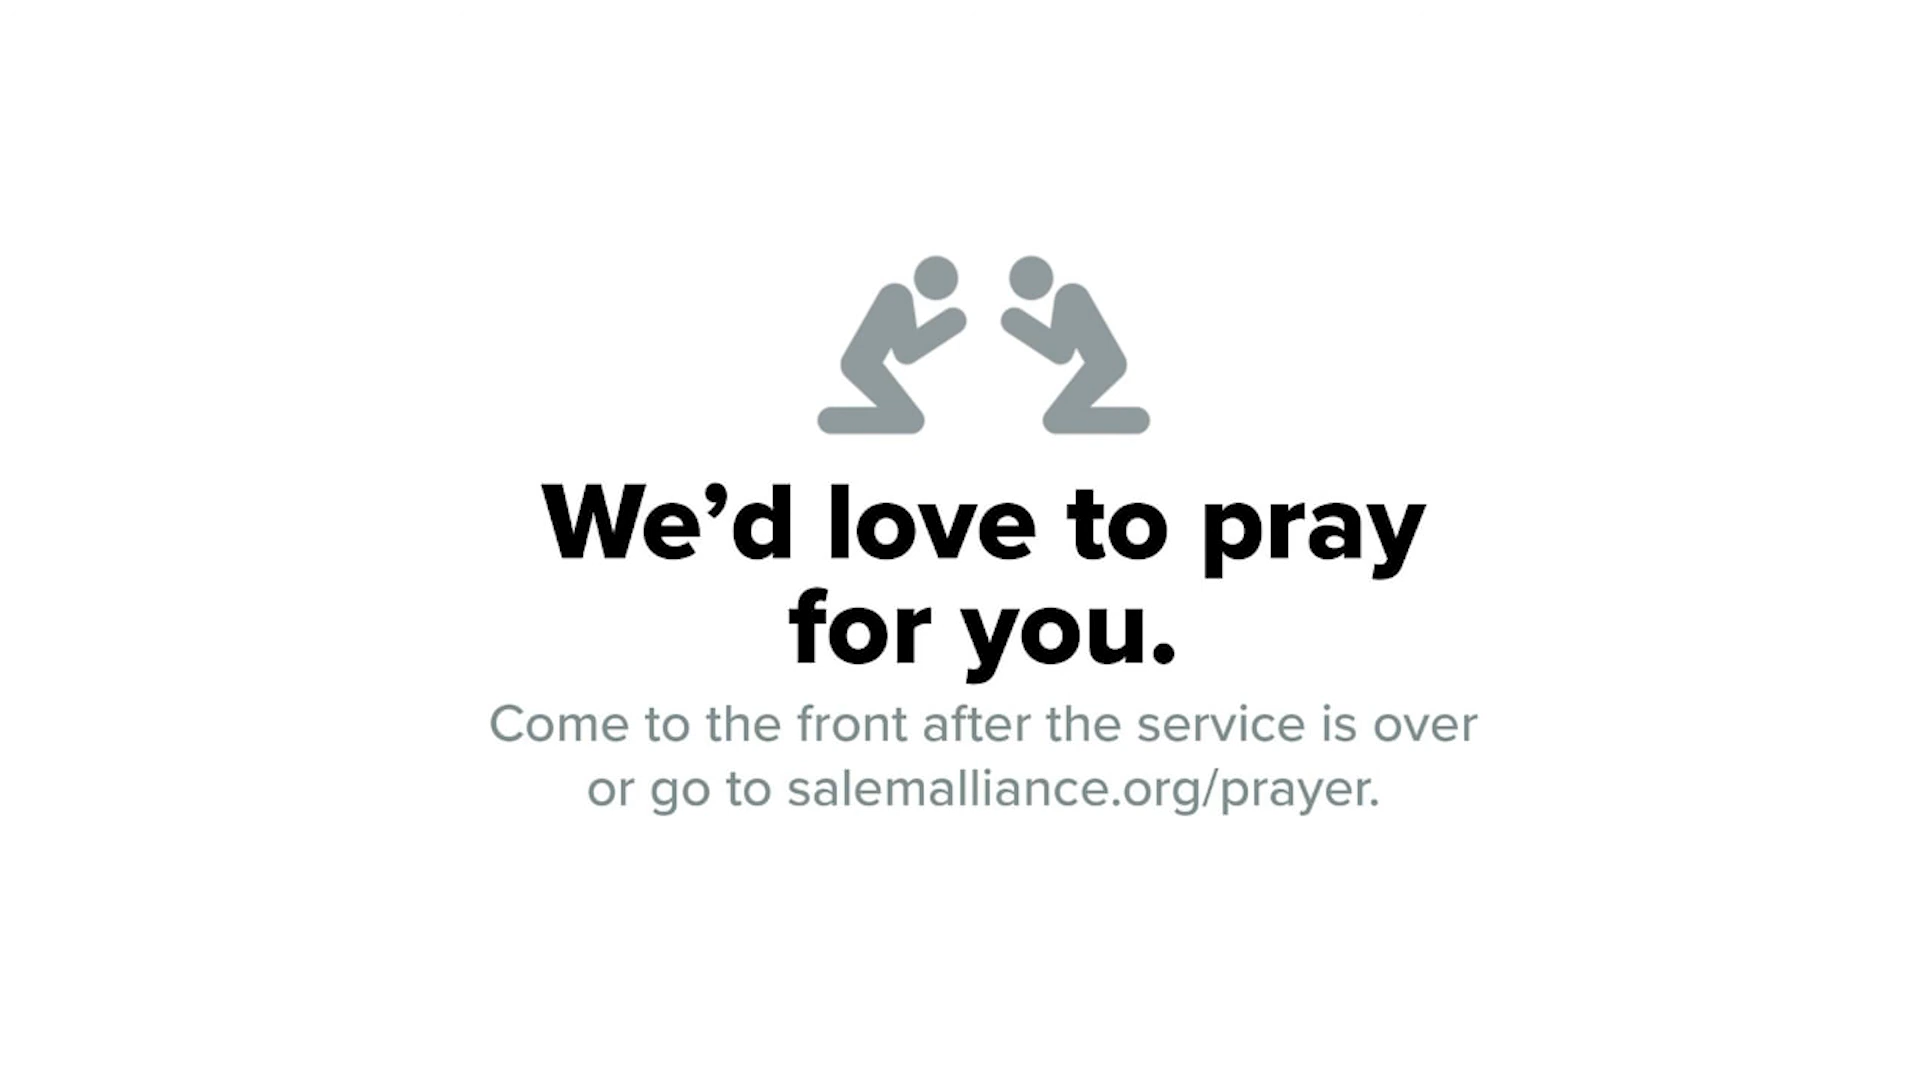 We’d love to pray
for you.
Come to the front after the service is over
or go to salemalliance.org/prayer.